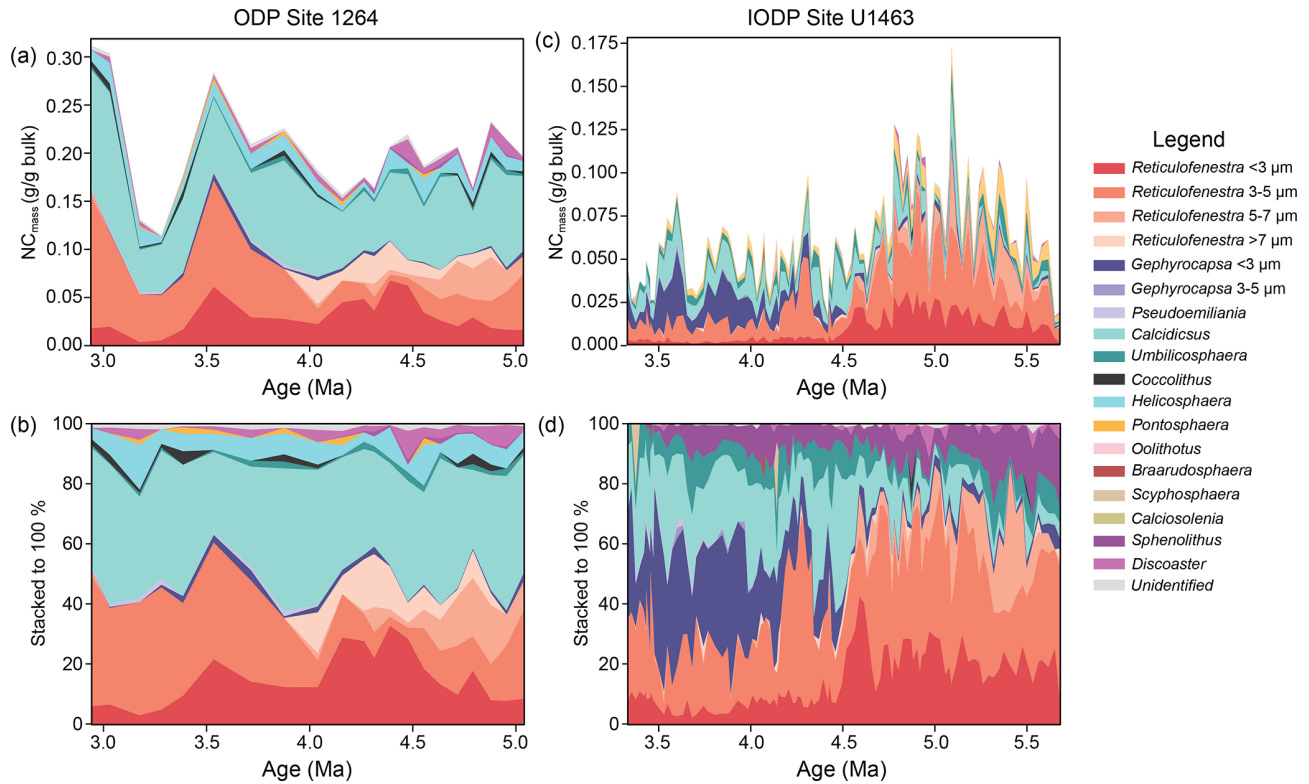 ODP Site 1264
IODP Site U1463
(a)
NCmass (g/g bulk)
0.30
0.25
0.20
0.15
0.10
0.05
0.00
3.0 3.5 4.0 4.5 5.0
Age (Ma)
(c)
NCmass (g/g bulk)
0.175
0.150
0.125
0.100
0.075
0.050
0.025
0.000
3.5 4.0 4.5 5.0 5.5
Age (Ma)
(b)
Stacked to 100 %
100
80
60
40
20
0
3.0 3.5 4.0 4.5 5.0
Age (Ma)
(d)
Stacked to 100 %
100
80
60
40
20
0
3.5 4.0 4.5 5.0 5.5
Age (Ma)
Legend
Reticulofenestra <3 μm
Reticulofenestra 3-5 μm
Reticulofenestra 5-7 μm
Reticulofenestra >7 μm
Gephyrocapsa <3 μm
Gephyrocapsa 3-5 μm
Pseudoemiliania
Calcidicsus
Umbilicosphaera
Coccolithus
Helicosphaera
Pontosphaera
Oolithotus
Braarudosphaera
Scyphosphaera
Calciosolenia
Sphenolithus
Discoaster
Unidentified